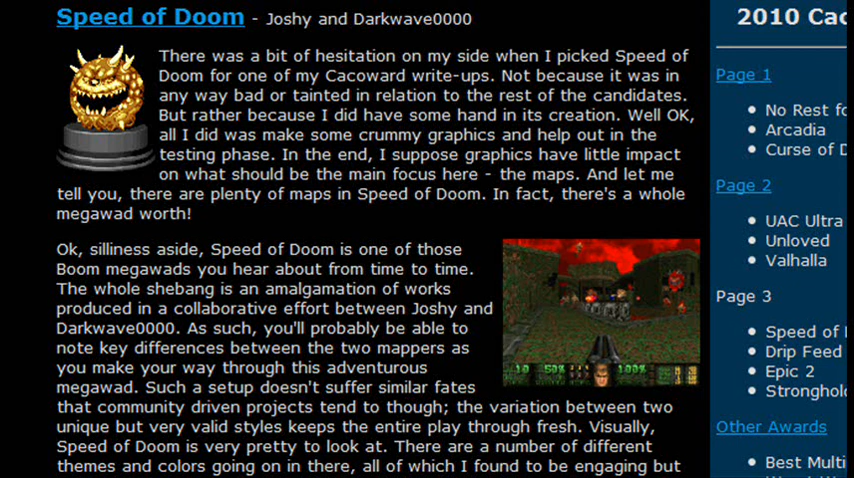 Speed of Doom - Joshy and Darkwave0000
There was a bit of hesitation on my side when I picked Speed of
Doom for one of my Cacoward write-ups. Not because it was in
any way bad or tainted in relation to the rest of the candidates.
But rather because I did have some hand in its creation. Well OK,
all I did was make some crummy graphics and help out in the
testing phase. In the end, I suppose graphics have little impact
on what should be the main focus here - the maps. And let me
tell you, there are plenty of maps in Speed of Doom. In fact, there's a whole
megawad worth!
Ok, silliness aside, Speed of Doom is one of those
Boom megawads you hear about from time to time.
The whole shebang is an amalgamation of works
produced in a collaborative effort between Joshy and
Darkwave0000. As such, you'll probably be able to
note key differences between the two mappers as
you make your way through this adventurous
megawad. Such a setup doesn't suffer similar fates
that community driven projects tend to though; the variation between two
unique but very valid styles keeps the entire play through fresh. Visually,
Speed of Doom is very pretty to look at. There are a number of different
themes and colors going on in there, all of which I found to be engaging but
10 50% 100%
2010 Cac
Page 1
No Rest fo
Arcadia
Curse of D
Page 2
UAC Ultra
Unloved
Valhalla
Page 3
Speed of
Drip Feed
Epic 2
Stronghold
Other Awards
Best Multi